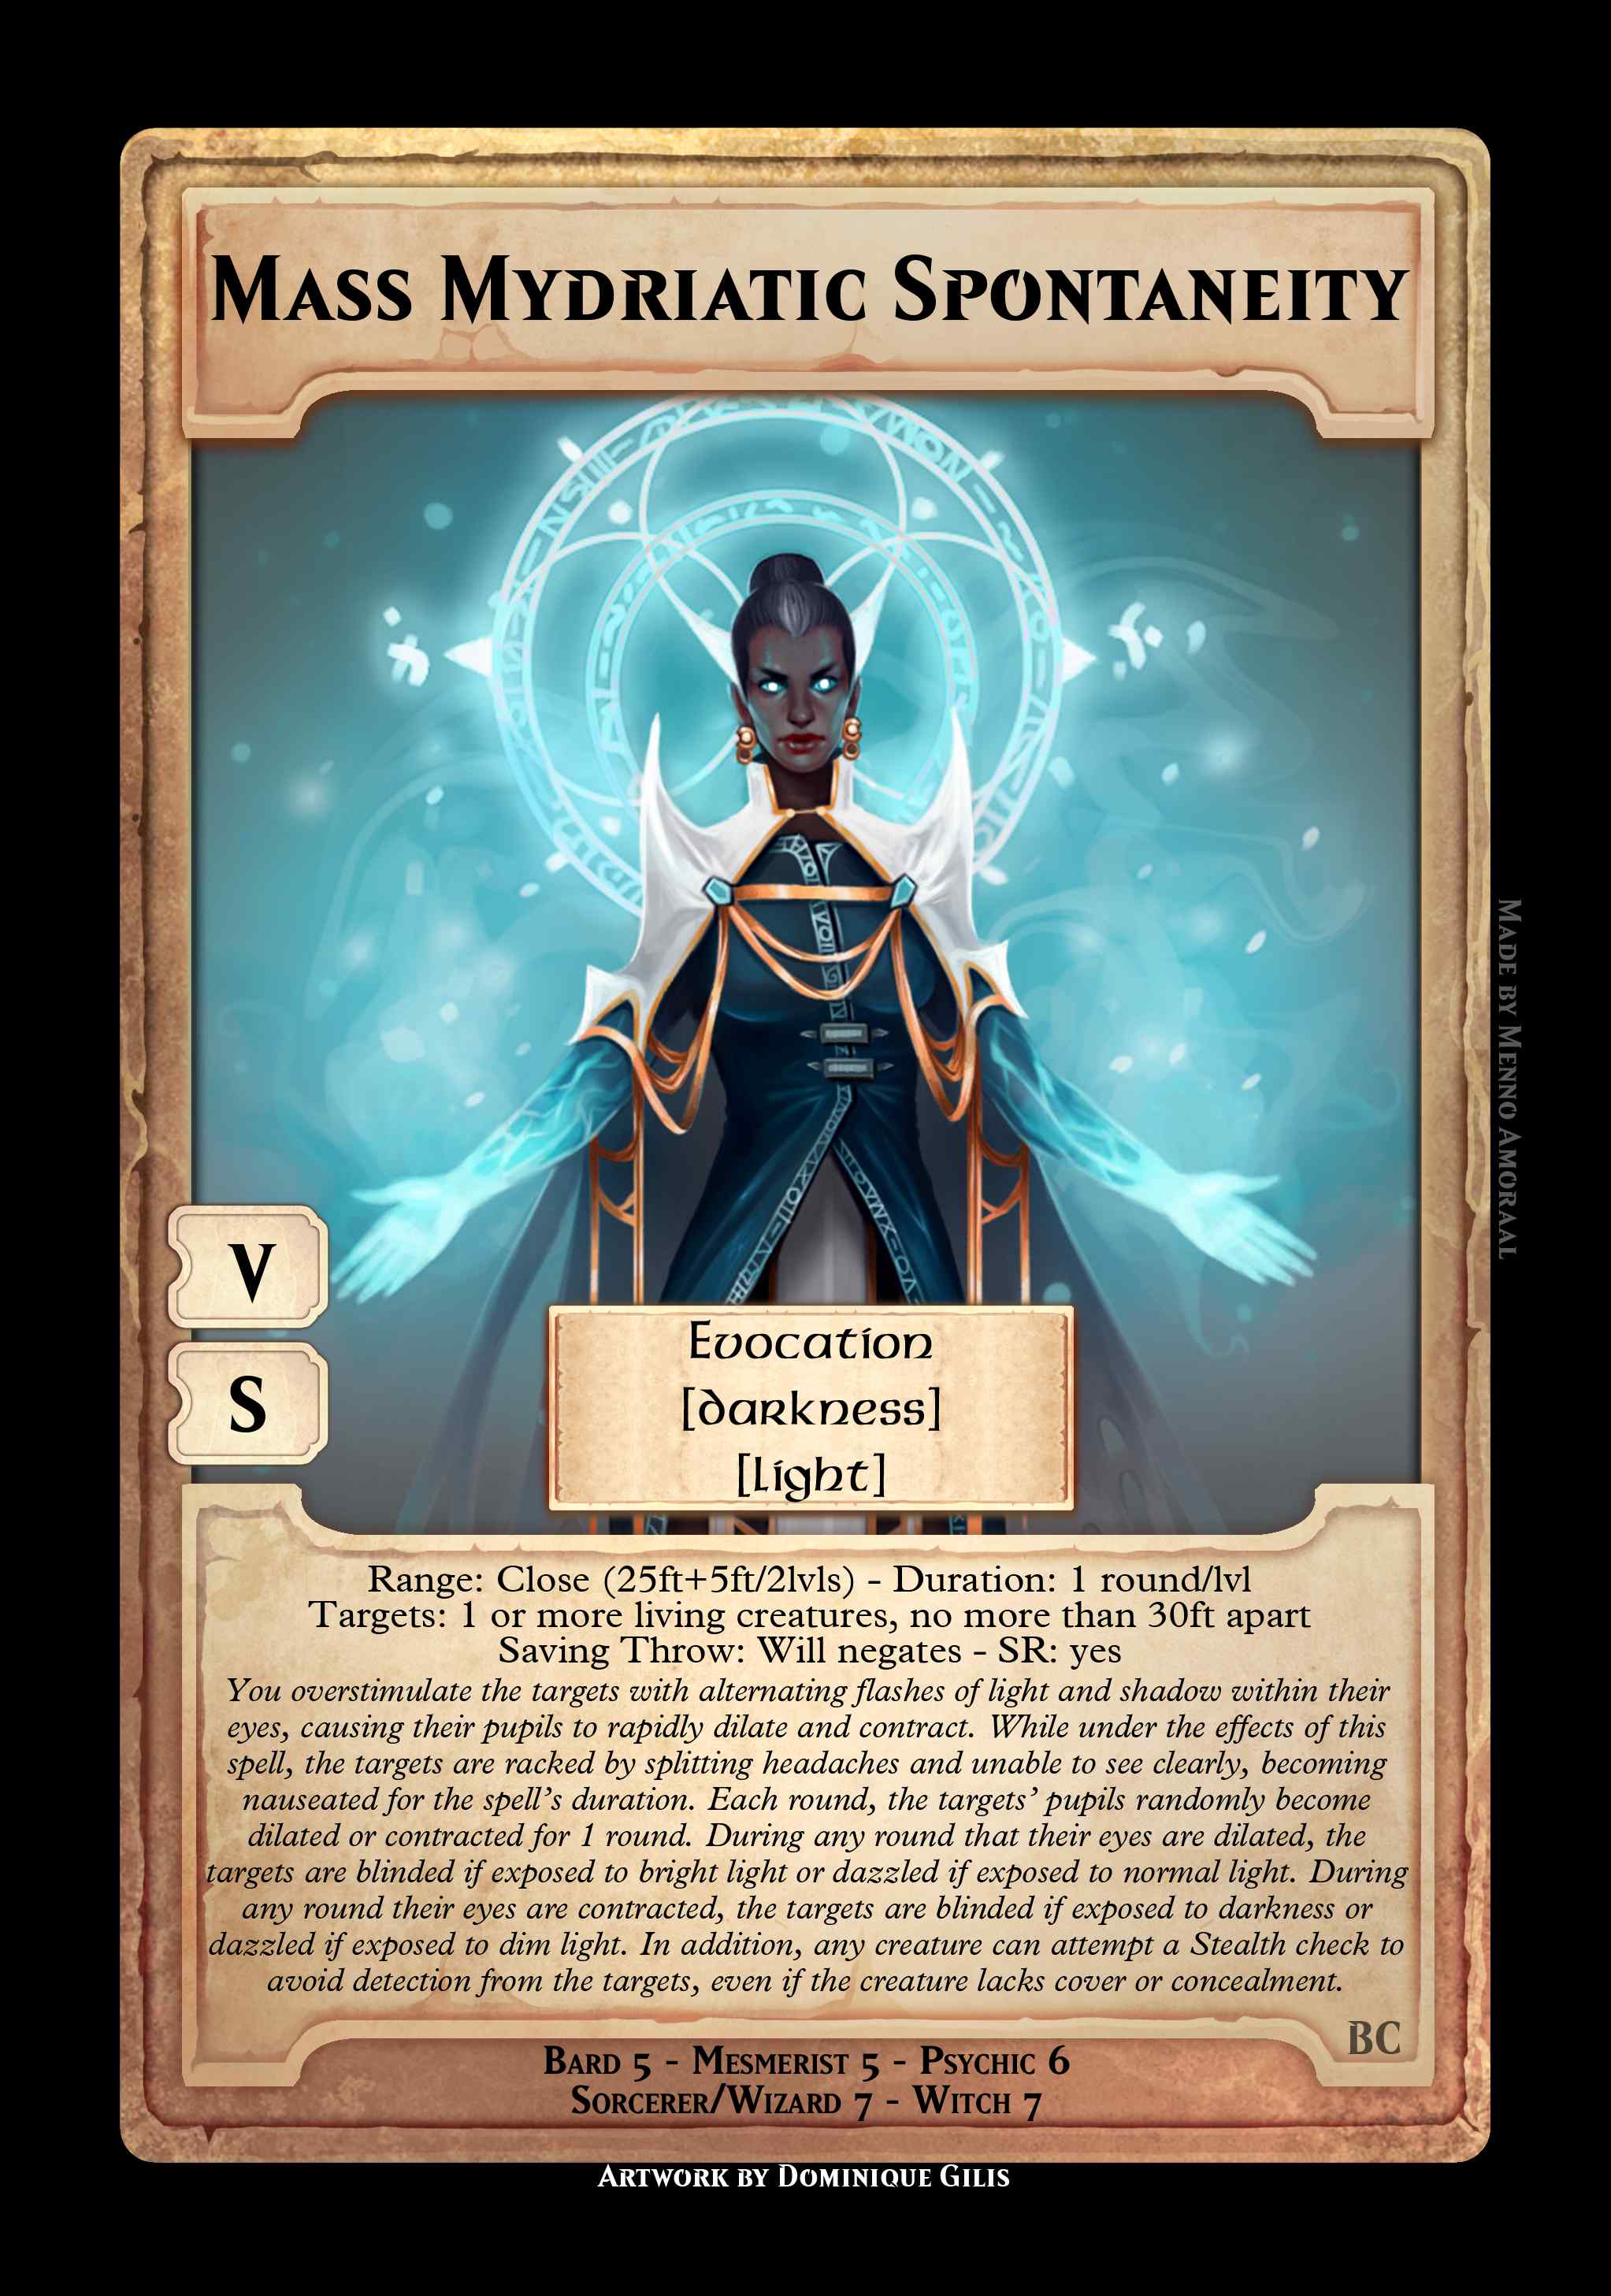 Mass Mydriatic Spontaneity
V
S
Evocation
[darkness]
[light]
Range: Close (25ft+5ft/2lvls) - Duration: 1 round/lvl
Targets: 1 or more living creatures, no more than 30ft apart
Saving Throw: Will negates - SR: yes
You overstimulate the targets with alternating flashes of light and shadow within their
eyes, causing their pupils to rapidly dilate and contract. While under the effects of this
spell, the targets are racked by splitting headaches and unable to see clearly, becoming
nauseated for the spell's duration. Each round, the targets' pupils randomly become
dilated or contracted for 1 round. During any round that their eyes are dilated, the
targets are blinded if exposed to bright light or dazzled if exposed to normal light. During
any round their eyes are contracted, the targets are blinded if exposed to darkness or
dazzled if exposed to dim light. In addition, any creature can attempt a Stealth check to
avoid detection from the targets, even if the creature lacks cover or concealment.
BC
Bard 5 - Mesmerist 5 - Psychic 6
Sorcerer/Wizard 7 - Witch 7
Artwork by Dominique Gilis
Made by Menno Amoraal